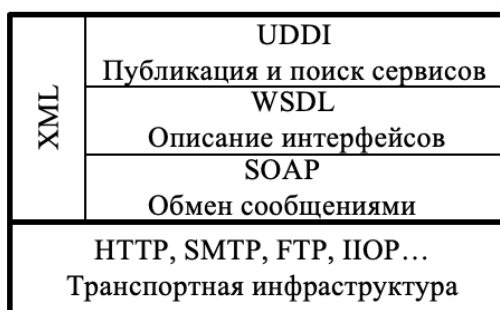 XML
UDDI
Публикация и поиск сервисов
WSDL
Описание интерфейсов
SOAP
Обмен сообщениями
HTTP, SMTP, FTP, IIOP…
Транспортная инфраструктура